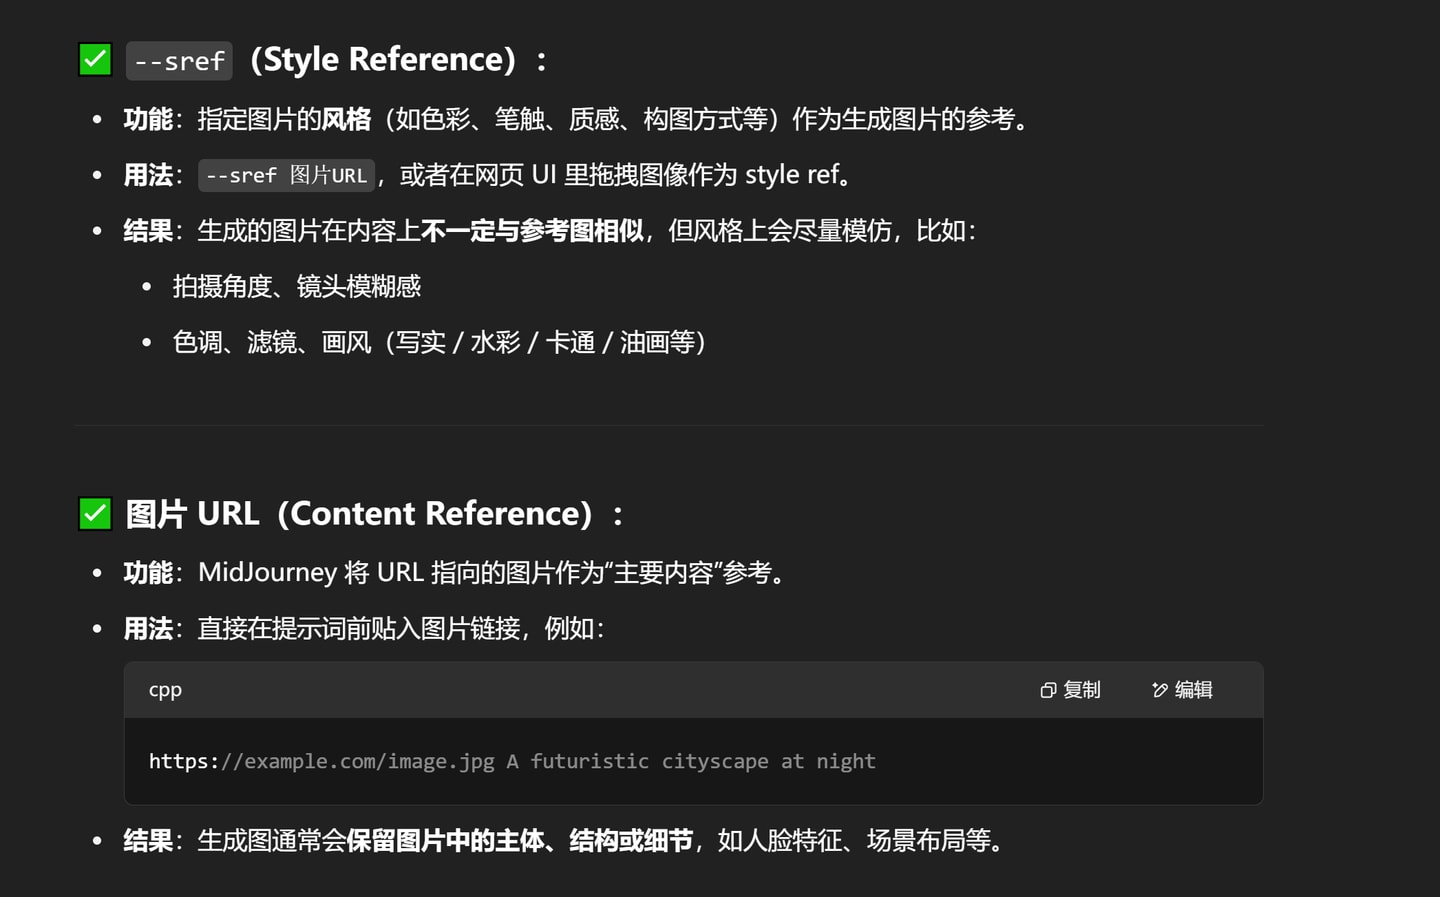 ✅ --sref（Style Reference）:
• 功能：指定图片的风格（如色彩、笔触、质感、构图方式等）作为生成图片的参考。
• 用法：--sref 图片URL，或者在网页 UI 里拖拽图像作为 style ref。
• 结果：生成的图片在内容上不一定与参考图相似，但风格上会尽量模仿，比如：
• 拍摄角度、镜头模糊感
• 色调、滤镜、画风（写实 / 水彩 / 卡通 / 油画等）
✅ 图片 URL（Content Reference）:
• 功能：MidJourney 将 URL 指向的图片作为“主要内容”参考。
• 用法：直接在提示词前贴入图片链接，例如：
cpp 复制 编辑
https://example.com/image.jpg A futuristic cityscape at night
• 结果：生成图通常会保留图片中的主体、结构或细节，如人脸特征、场景布局等。